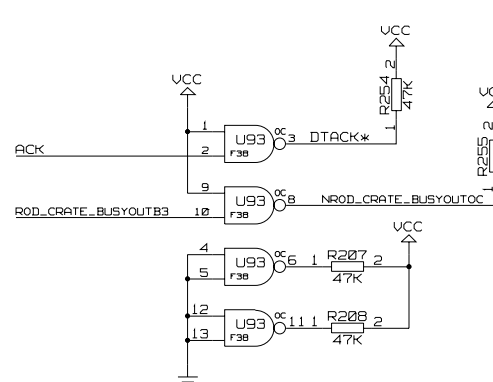 VCC
2
R254
47K
1
VCC
VC
2
R255
1
1
U93
F38
OC
3
DTACK*
ACK
2
9
U93
F38
OC
8
NROD_CRATE_BUSYOUTOC
ROD_CRATE_BUSYOUTB3
10
VCC
4
U93
F38
OC
6
1
R207
2
47K
5
12
U93
F38
OC
11
1
R208
2
47K
13